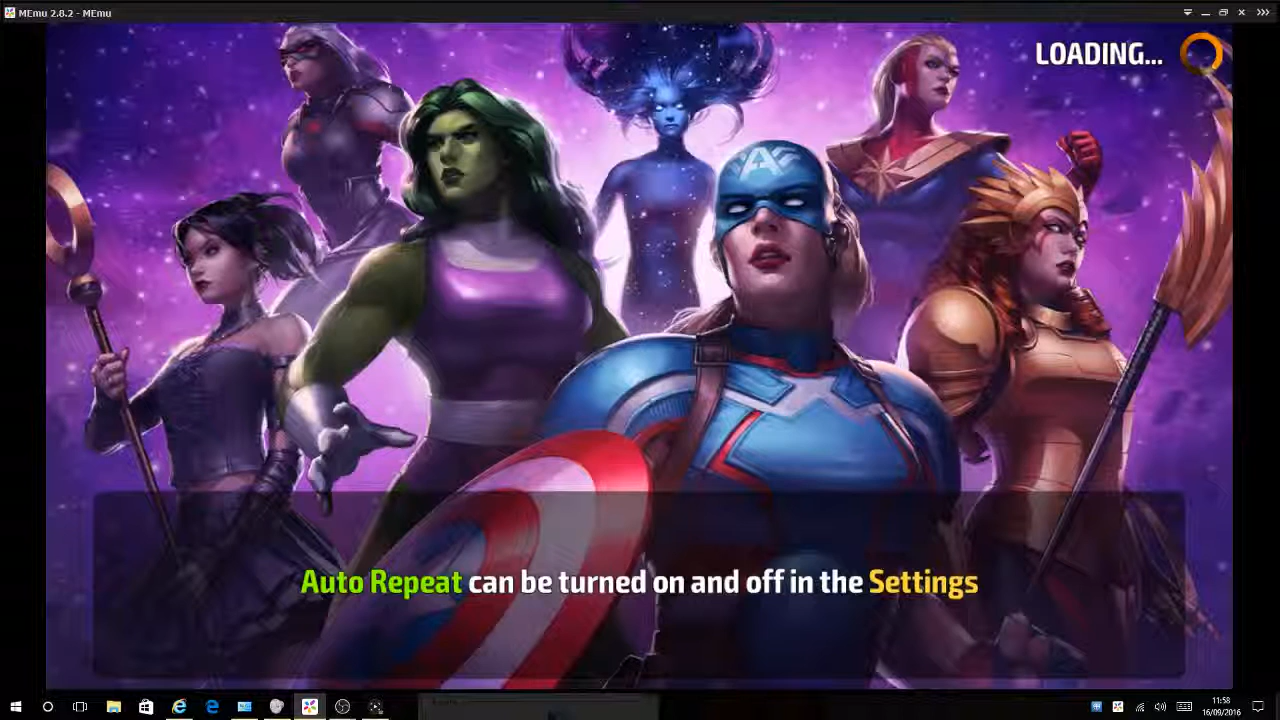 MEmu 2.8.2 - MEmu
LOADING...
Auto Repeat can be turned on and off in the Settings
11:58
16/09/2016